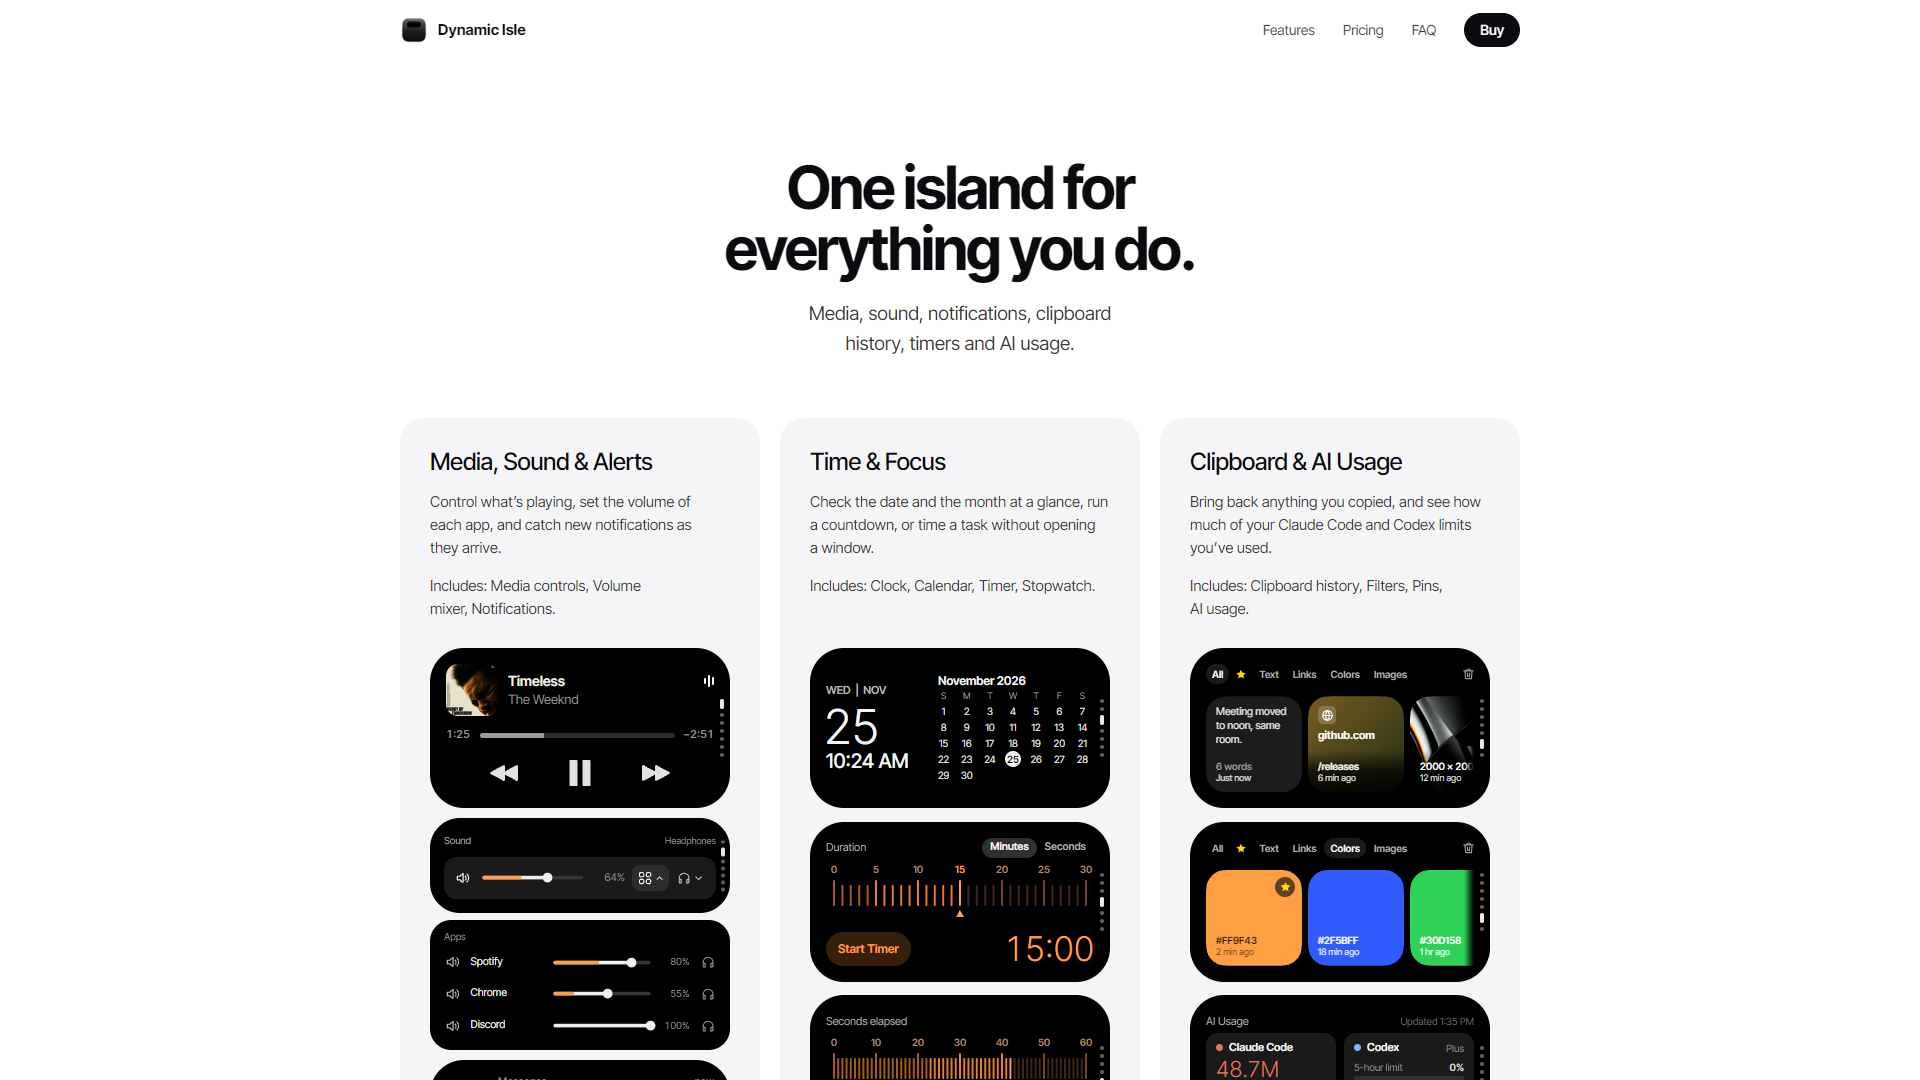 Dynamic Isle
Features
Pricing
FAQ
Buy
One island for
everything you do.
Media, sound, notifications, clipboard
history, timers and AI usage.
Media, Sound & Alerts
Control what’s playing, set the volume of
each app, and catch new notifications as
they arrive.
Includes: Media controls, Volume
mixer, Notifications.
Timeless
The Weeknd
1:25
−2:51
Sound
Headphones
64%
Apps
Spotify
80%
Chrome
55%
Discord
100%
Time & Focus
Check the date and the month at a glance, run
a countdown, or time a task without opening
a window.
Includes: Clock, Calendar, Timer, Stopwatch.
WED | NOV
25
10:24 AM
November 2026
S M T W T F S
1 2 3 4 5 6 7
8 9 10 11 12 13 14
15 16 17 18 19 20 21
22 23 24 25 26 27 28
29 30
Duration
Minutes
Seconds
0 5 10 15 20 25 30
Start Timer
15:00
Seconds elapsed
0 10 20 30 40 50 60
Clipboard & AI Usage
Bring back anything you copied, and see how
much of your Claude Code and Codex limits
you’ve used.
Includes: Clipboard history, Filters, Pins,
AI usage.
All
Text
Links
Colors
Images
Meeting moved
to noon, same
room.
6 words
Just now
github.com
/releases
6 min ago
2000 × 200
12 min ago
All
Text
Links
Colors
Images
#FF9F43
2 min ago
#2F5BFF
18 min ago
#30D158
1 hr ago
AI Usage
Updated 1:35 PM
Claude Code
48.7M
Codex
Plus
5-hour limit
0%